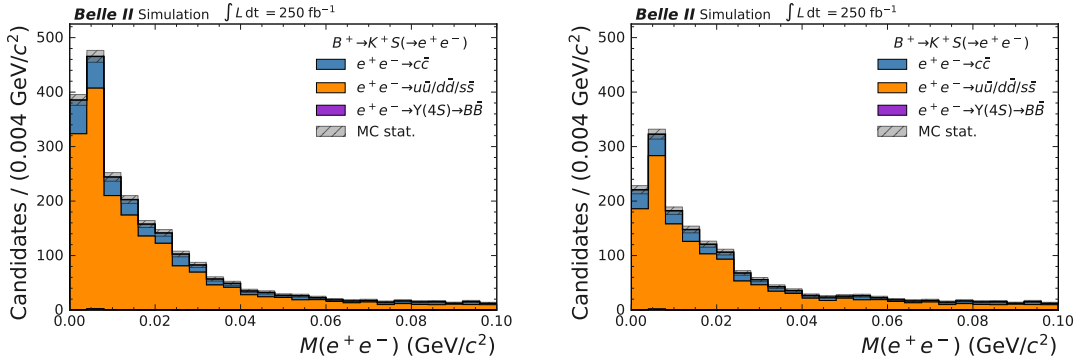 Belle II Simulation ∫ L dt = 250 fb⁻¹
B⁺→K⁺S(→e⁺e⁻)
e⁺e⁻→cc̄
e⁺e⁻→uū/dd̄/ss̄
e⁺e⁻→Υ(4S)→BB̄
MC stat.
Candidates / (0.004 GeV/c²)
500
400
300
200
100
0
0.00 0.02 0.04 0.06 0.08 0.10
M(e⁺e⁻) (GeV/c²)
Belle II Simulation ∫ L dt = 250 fb⁻¹
B⁺→K⁺S(→e⁺e⁻)
e⁺e⁻→cc̄
e⁺e⁻→uū/dd̄/ss̄
e⁺e⁻→Υ(4S)→BB̄
MC stat.
Candidates / (0.004 GeV/c²)
500
400
300
200
100
0
0.00 0.02 0.04 0.06 0.08 0.10
M(e⁺e⁻) (GeV/c²)